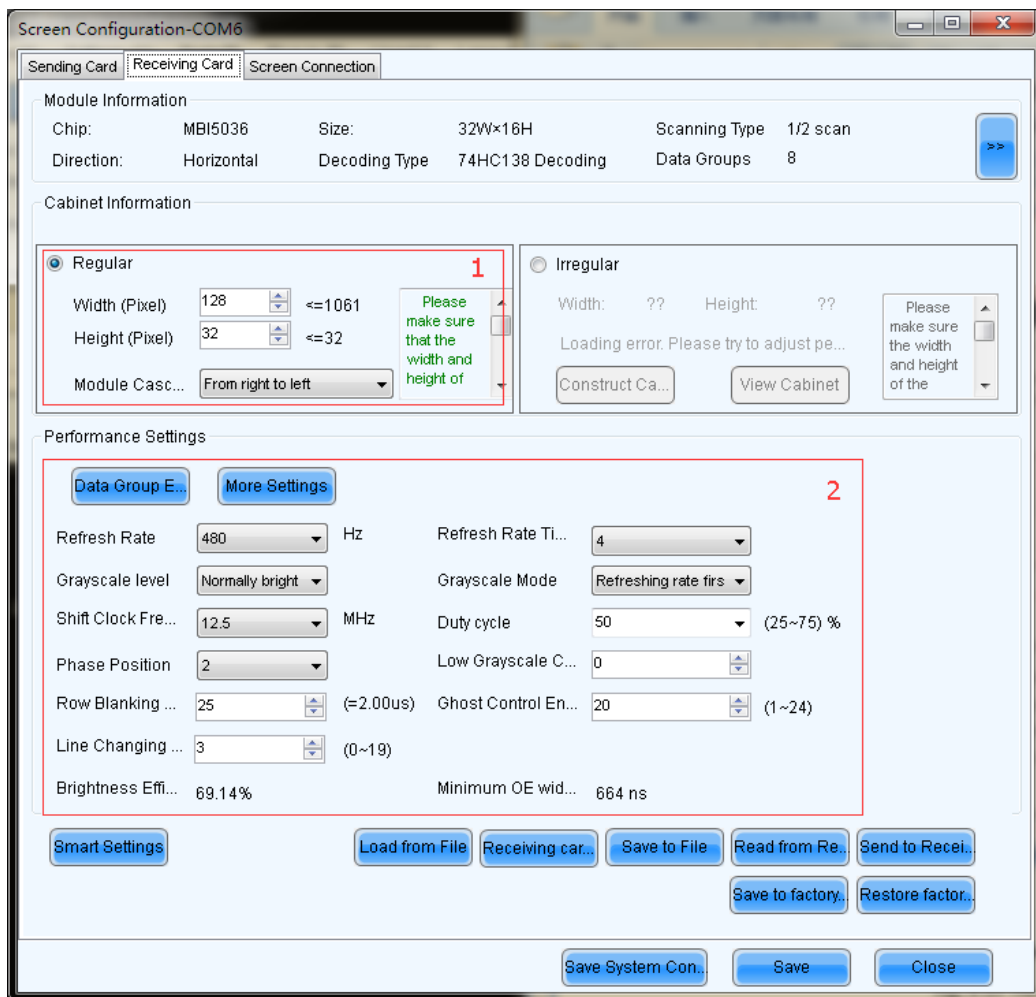 Screen Configuration-COM6
Sending Card Receiving Card Screen Connection
Module Information
Chip: MBI5036 Size: 32W×16H Scanning Type 1/2 scan
Direction: Horizontal Decoding Type 74HC138 Decoding Data Groups 8
>>
Cabinet Information
Regular 1
Width (Pixel) 128 <=1061
Height (Pixel) 32 <=32
Module Casc... From right to left
Please
make sure
that the
width and
height of
Irregular
Width: ?? Height: ??
Loading error. Please try to adjust pe...
Construct Ca... View Cabinet
Please
make sure
the width
and height
of the
Performance Settings
Data Group E... More Settings 2
Refresh Rate 480 Hz Refresh Rate Ti... 4
Grayscale level Normally bright Grayscale Mode Refreshing rate firs
Shift Clock Fre... 12.5 MHz Duty cycle 50 (25~75) %
Phase Position 2 Low Grayscale C... 0
Row Blanking ... 25 (=2.00us) Ghost Control En... 20 (1~24)
Line Changing ... 3 (0~19)
Brightness Effi... 69.14% Minimum OE wid... 664 ns
Smart Settings Load from File Receiving car... Save to File Read from Re.. Send to Recei...
Save to factory.. Restore factor...
Save System Con.. Save Close